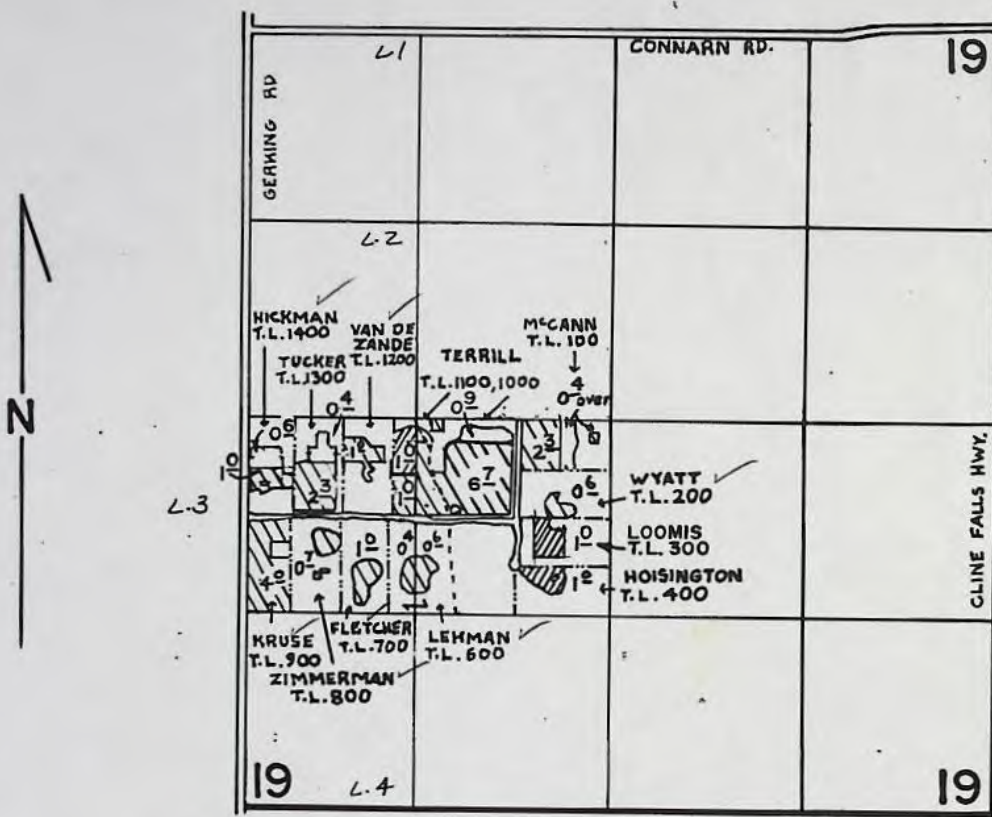 L1
CONNARN RD.
19
GERKING RD
L.2
HICKMAN
T.L.1400
VAN DE
ZANDE
T.L.1200
TUCKER
T.L.1300
TERRILL
T.L.1100,1000
McCANN
T.L.100
0 4
0 9
0 4 over
0 6
1 0
2 3
1 0
1 0
6 7
2 3
N
L.3
0 6
WYATT
T.L.200
1 0
LOOMIS
T.L.300
1 2
HOISINGTON
T.L.400
CLINE FALLS HWY.
0 7
1 0
0 4
0 6
KRUSE
T.L.900
FLETCHER
T.L.700
LEHMAN
T.L.600
ZIMMERMAN
T.L.800
19
L.4
19